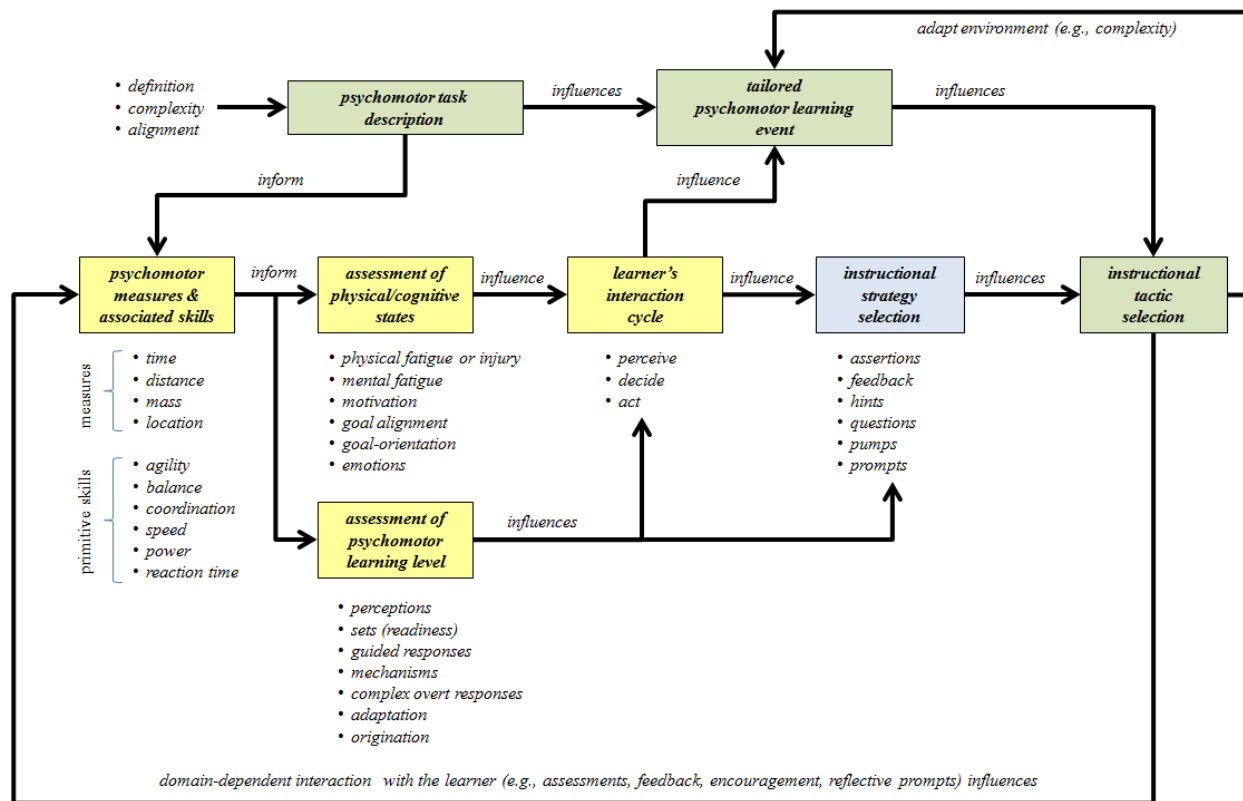 adapt environment (e.g., complexity)
• definition
• complexity
• alignment
psychomotor task
description
influences
tailored
psychomotor learning
event
influences
inform
influence
psychomotor
measures &
associated skills
inform
assessment of
physical/cognitive
states
influence
learner's
interaction
cycle
influence
instructional
strategy
selection
influences
instructional
tactic
selection
measures
• time
• distance
• mass
• location
primitive skills
• agility
• balance
• coordination
• speed
• power
• reaction time
• physical fatigue or injury
• mental fatigue
• motivation
• goal alignment
• goal-orientation
• emotions
• perceive
• decide
• act
• assertions
• feedback
• hints
• questions
• pumps
• prompts
assessment of
psychomotor
learning level
influences
• perceptions
• sets (readiness)
• guided responses
• mechanisms
• complex overt responses
• adaptation
• origination
domain-dependent interaction with the learner (e.g., assessments, feedback, encouragement, reflective prompts) influences